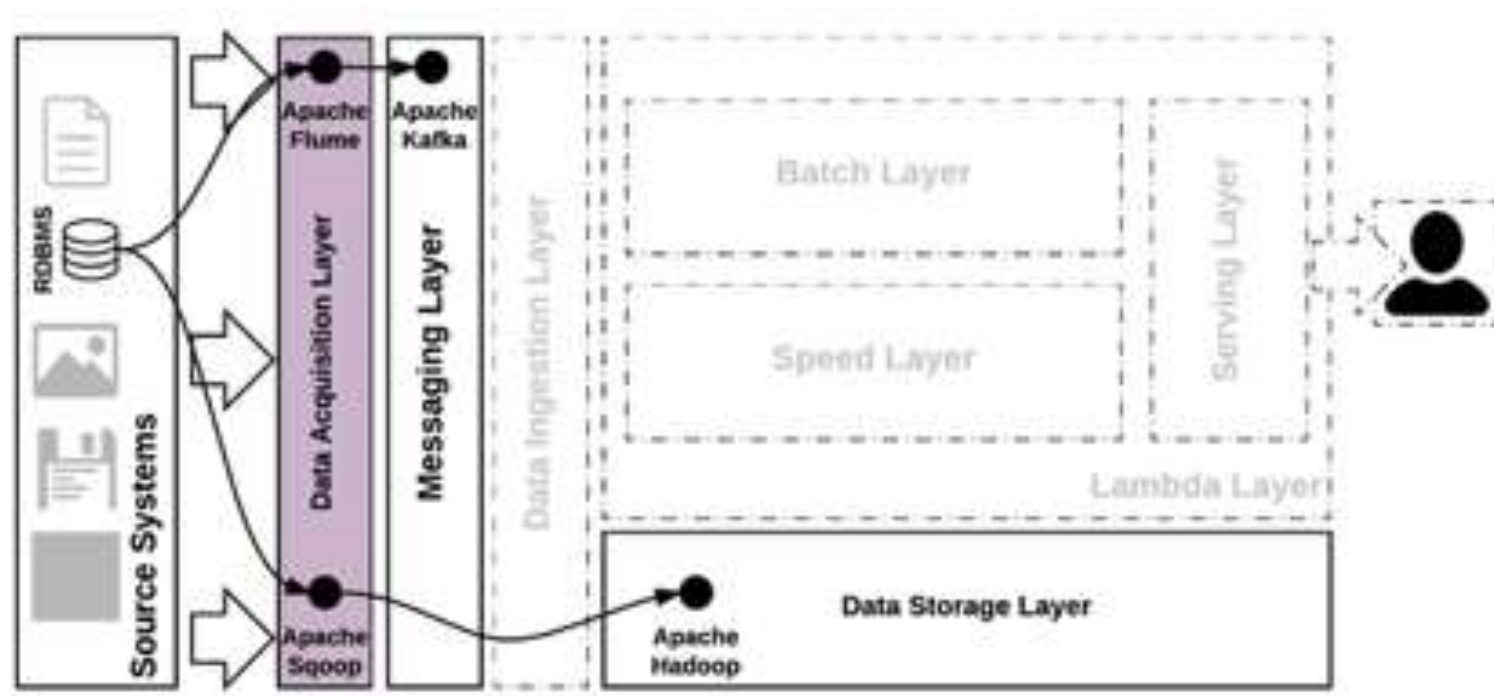 RDBMS
Source Systems
Apache
Flume
Data Acquisition Layer
Apache
Sqoop
Apache
Kafka
Messaging Layer
Data Ingestion Layer
Batch Layer
Speed Layer
Serving Layer
Lambda Layer
Data Storage Layer
Apache
Hadoop